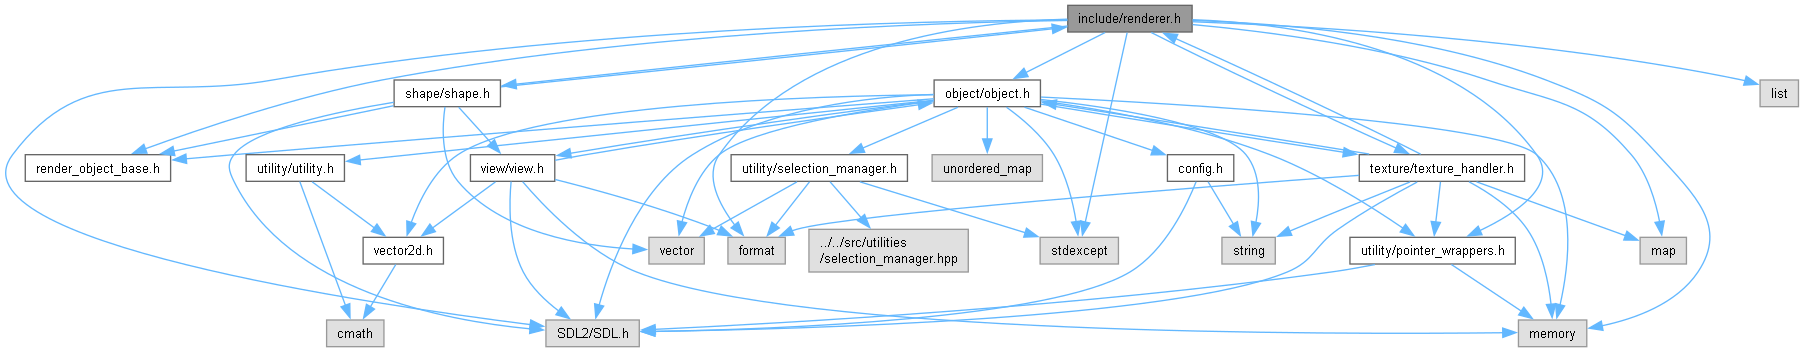 include/renderer.h
shape/shape.h
object/object.h
list
render_object_base.h
utility/utility.h
view/view.h
utility/selection_manager.h
unordered_map
config.h
texture/texture_handler.h
vector2d.h
vector
format
../../src/utilities
/selection_manager.hpp
stdexcept
string
utility/pointer_wrappers.h
map
cmath
SDL2/SDL.h
memory